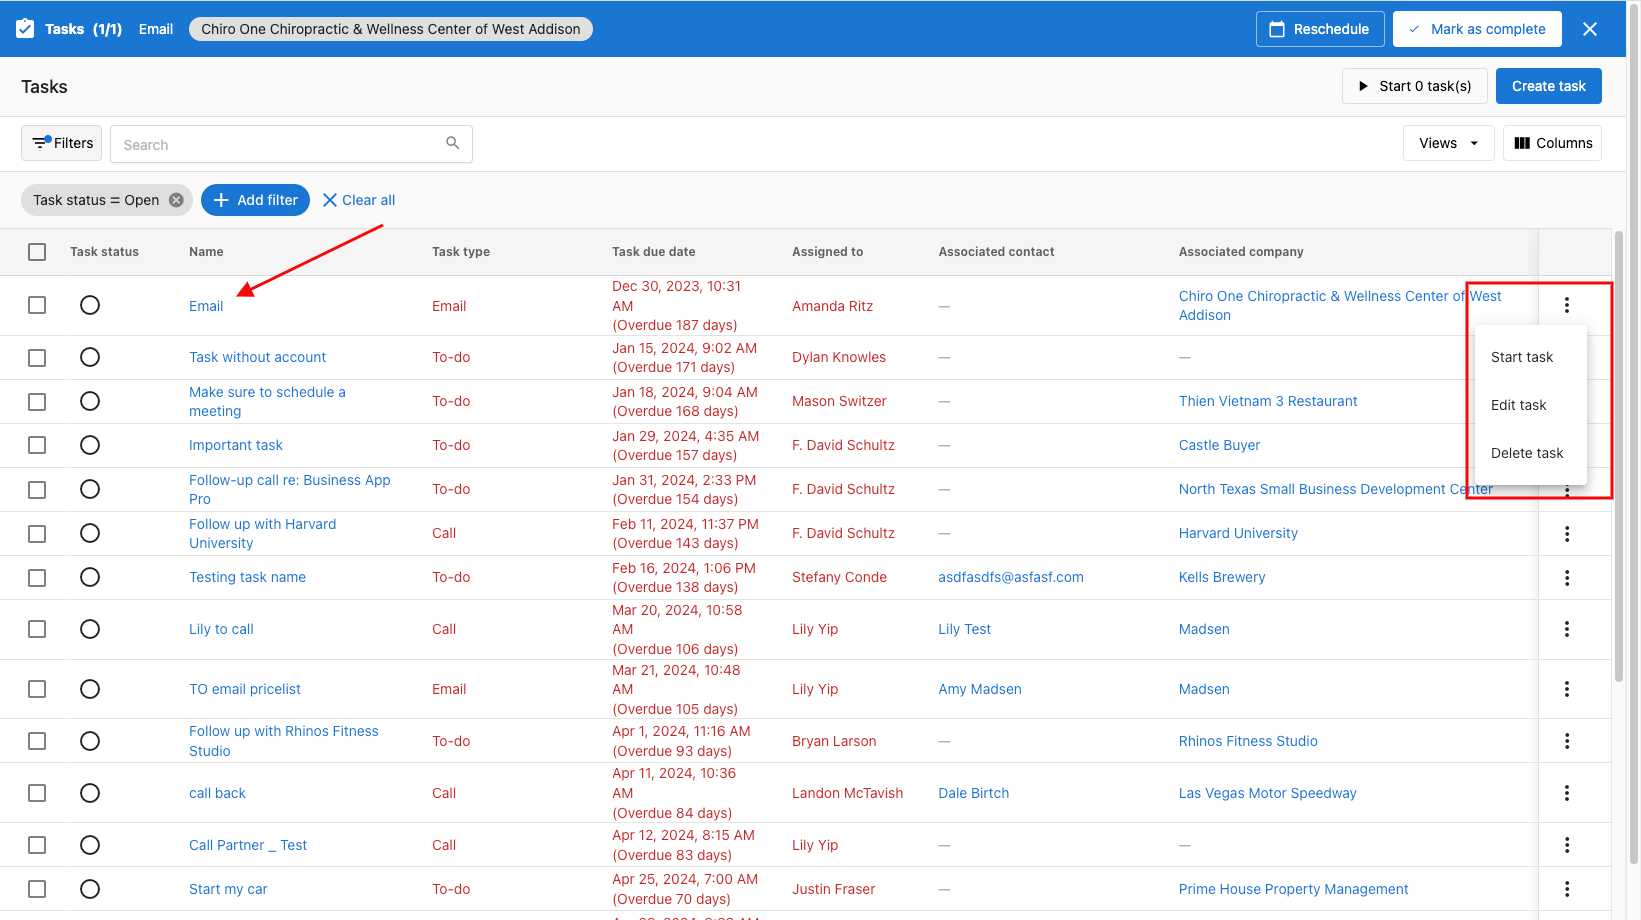 Tasks (1/1) Email Chiro One Chiropractic & Wellness Center of West Addison Reschedule Mark as complete
Tasks Start 0 task(s) Create task
Filters Search Views Columns
Task status = Open Add filter Clear all
Task status Name Task type Task due date Assigned to Associated contact Associated company
Email Email Dec 30, 2023, 10:31
AM
(Overdue 187 days) Amanda Ritz — Chiro One Chiropractic & Wellness Center of West
Addison
Task without account To-do Jan 15, 2024, 9:02 AM
(Overdue 171 days) Dylan Knowles — —
Start task
Make sure to schedule a
meeting To-do Jan 18, 2024, 9:04 AM
(Overdue 168 days) Mason Switzer — Thien Vietnam 3 Restaurant
Edit task
Important task To-do Jan 29, 2024, 4:35 AM
(Overdue 157 days) F. David Schultz — Castle Buyer
Delete task
Follow-up call re: Business App
Pro To-do Jan 31, 2024, 2:33 PM
(Overdue 154 days) F. David Schultz — North Texas Small Business Development Center
Follow up with Harvard
University Call Feb 11, 2024, 11:37 PM
(Overdue 143 days) F. David Schultz — Harvard University
Testing task name To-do Feb 16, 2024, 1:06 PM
(Overdue 138 days) Stefany Conde asdfasdfs@asfasf.com Kells Brewery
Lily to call Call Mar 20, 2024, 10:58
AM
(Overdue 106 days) Lily Yip Lily Test Madsen
TO email pricelist Email Mar 21, 2024, 10:48
AM
(Overdue 105 days) Lily Yip Amy Madsen Madsen
Follow up with Rhinos Fitness
Studio To-do Apr 1, 2024, 11:16 AM
(Overdue 93 days) Bryan Larson — Rhinos Fitness Studio
call back Call Apr 11, 2024, 10:36
AM
(Overdue 84 days) Landon McTavish Dale Birtch Las Vegas Motor Speedway
Call Partner _ Test Call Apr 12, 2024, 8:15 AM
(Overdue 83 days) Lily Yip — —
Start my car To-do Apr 25, 2024, 7:00 AM
(Overdue 70 days) Justin Fraser — Prime House Property Management